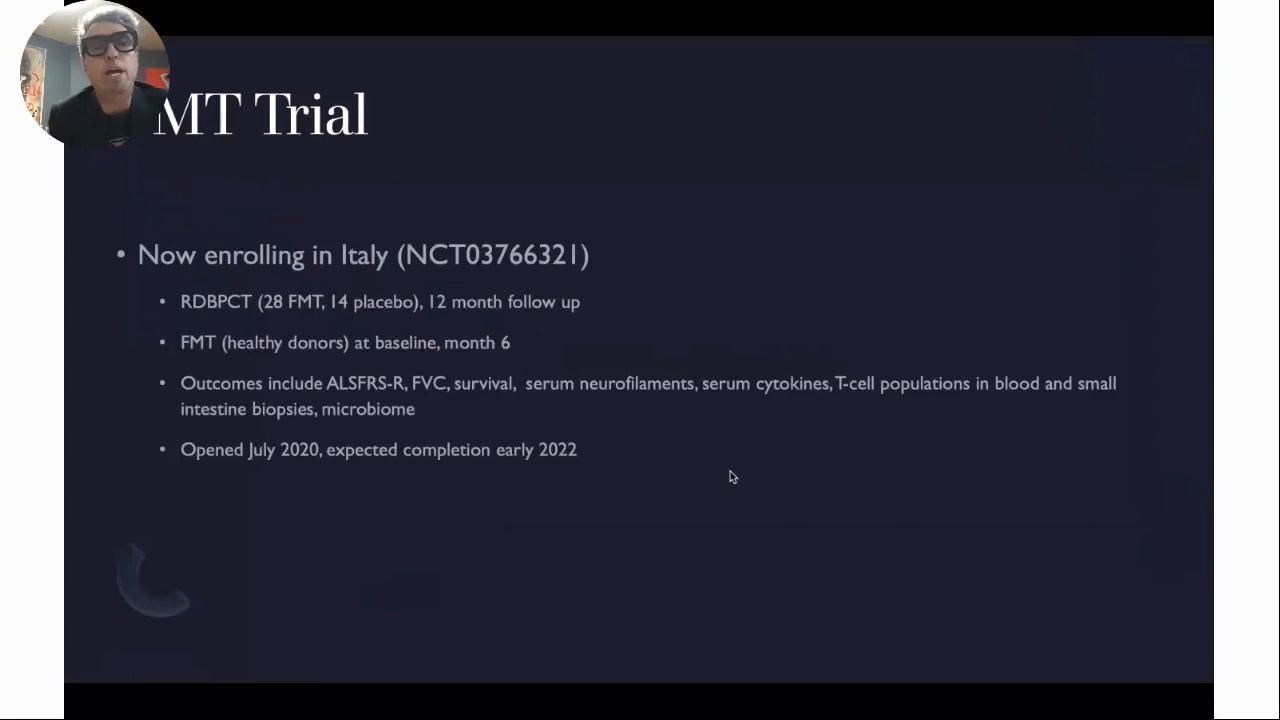 MT Trial
• Now enrolling in Italy (NCT03766321)
• RDBPCT (28 FMT, 14 placebo), 12 month follow up
• FMT (healthy donors) at baseline, month 6
• Outcomes include ALSFRS-R, FVC, survival, serum neurofilaments, serum cytokines, T-cell populations in blood and small
intestine biopsies, microbiome
• Opened July 2020, expected completion early 2022